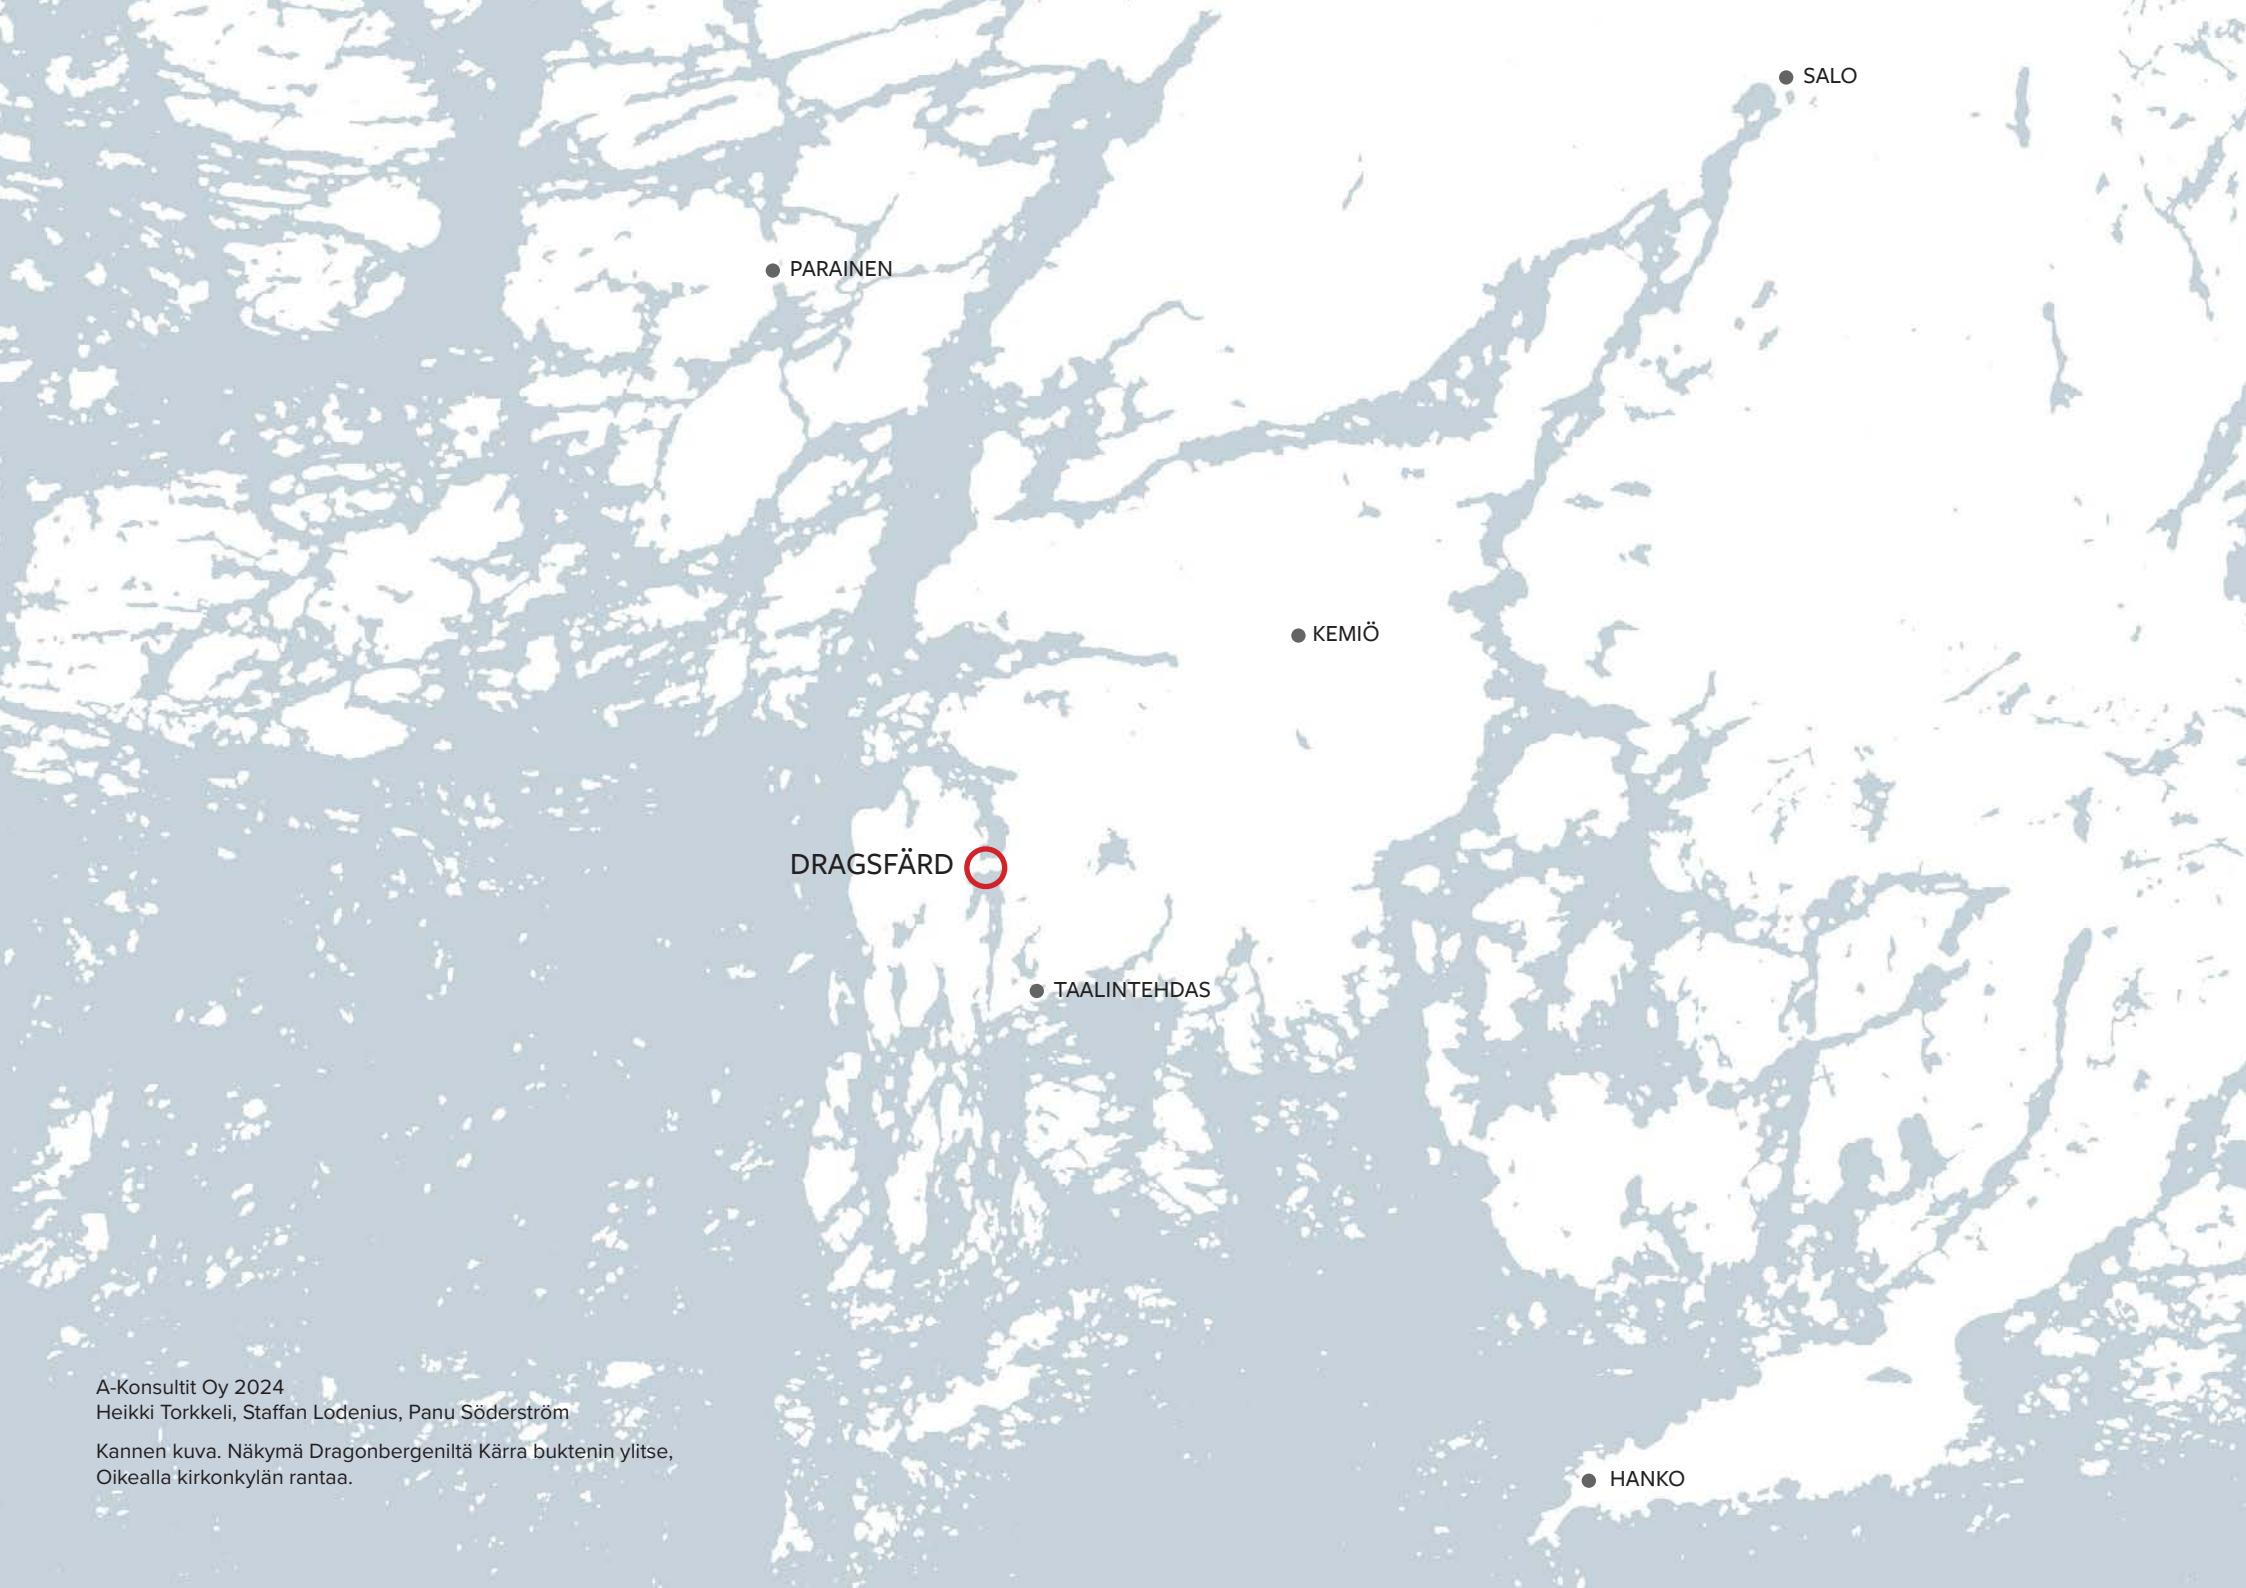 SALO
PARAINEN
KEMIÖ
DRAGSFÄRD
TAALINTEHDAS
A-Konsultit Oy 2024
Heikki Torkkeli, Staffan Lodenius, Panu Söderström
Kannen kuva. Näkymä Dragonbergeniltä Kärra buktenin ylitse,
Oikealla kirkonkylän rantaa.
HANKO